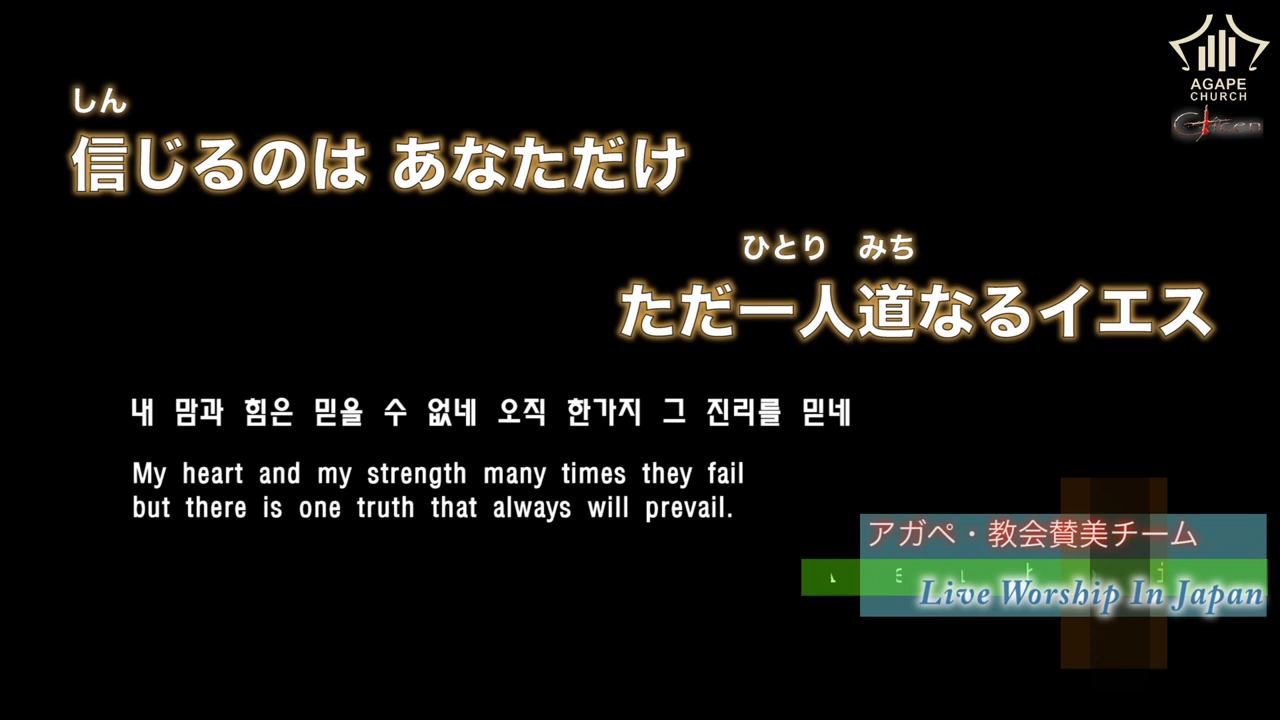 AGAPE
CHURCH
しん
信じるのは あなただけ
ひとり みち
ただ一人道なるイエス
내 맘과 힘은 믿을 수 없네 오직 한가지 그 진리를 믿네
My heart and my strength many times they fail
but there is one truth that always will prevail.
アガペ・教会賛美チーム
Live Worship In Japan